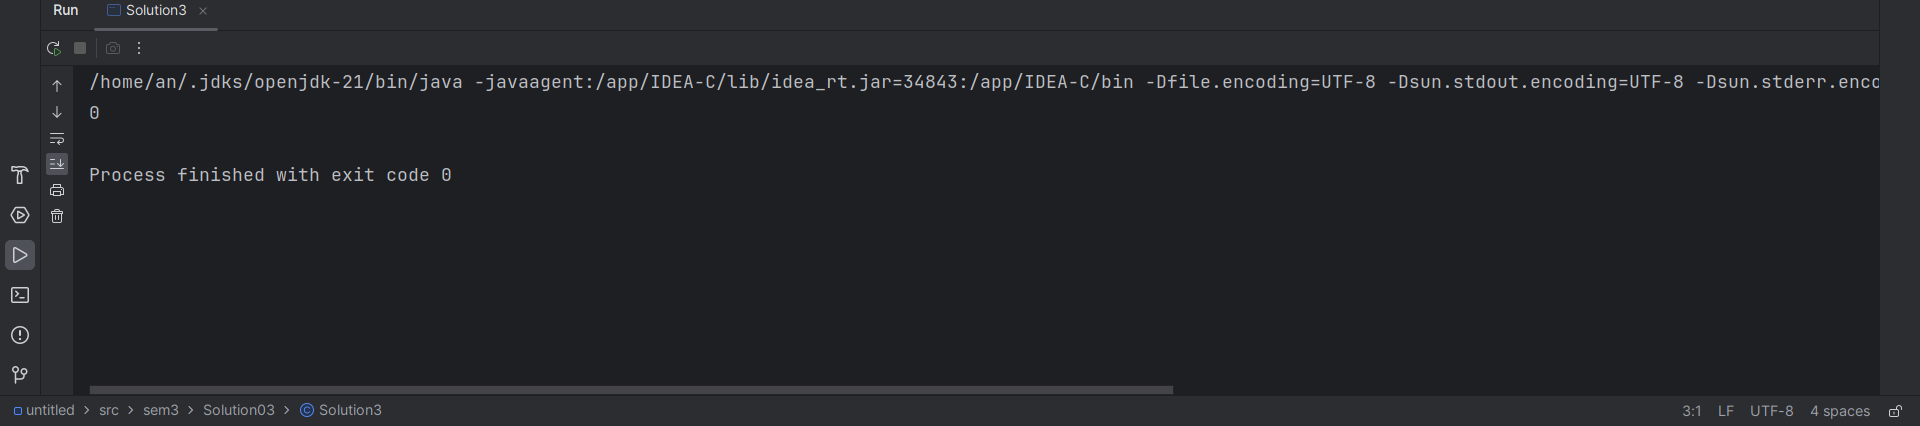 Run Solution3
/home/an/.jdks/openjdk-21/bin/java -javaagent:/app/IDEA-C/lib/idea_rt.jar=34843:/app/IDEA-C/bin -Dfile.encoding=UTF-8 -Dsun.stdout.encoding=UTF-8 -Dsun.stderr.enco
0
Process finished with exit code 0
untitled > src > sem3 > Solution03 > Solution3 3:1 LF UTF-8 4 spaces